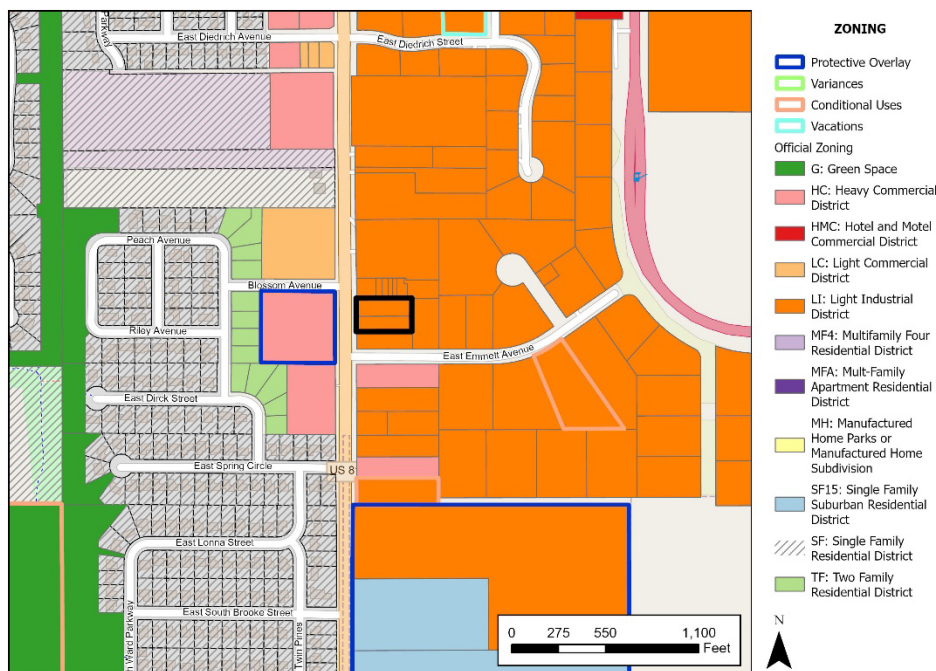 Parkway
East Diedrich Avenue
East Diedrich Street
Peach Avenue
Blossom Avenue
Riley Avenue
East Emmett Avenue
East Dirck Street
East Spring Circle
US 8
East Lonna Street
East South Brooke Street
Ward Parkway
Twin Pines
0 275 550 1,100
Feet
ZONING
Protective Overlay
Variances
Conditional Uses
Vacations
Official Zoning
G: Green Space
HC: Heavy Commercial
District
HMC: Hotel and Motel
Commercial District
LC: Light Commercial
District
LI: Light Industrial
District
MF4: Multifamily Four
Residential District
MFA: Mult-Family
Apartment Residential
District
MH: Manufactured
Home Parks or
Manufactured Home
Subdivision
SF15: Single Family
Suburban Residential
District
SF: Single Family
Residential District
TF: Two Family
Residential District
N